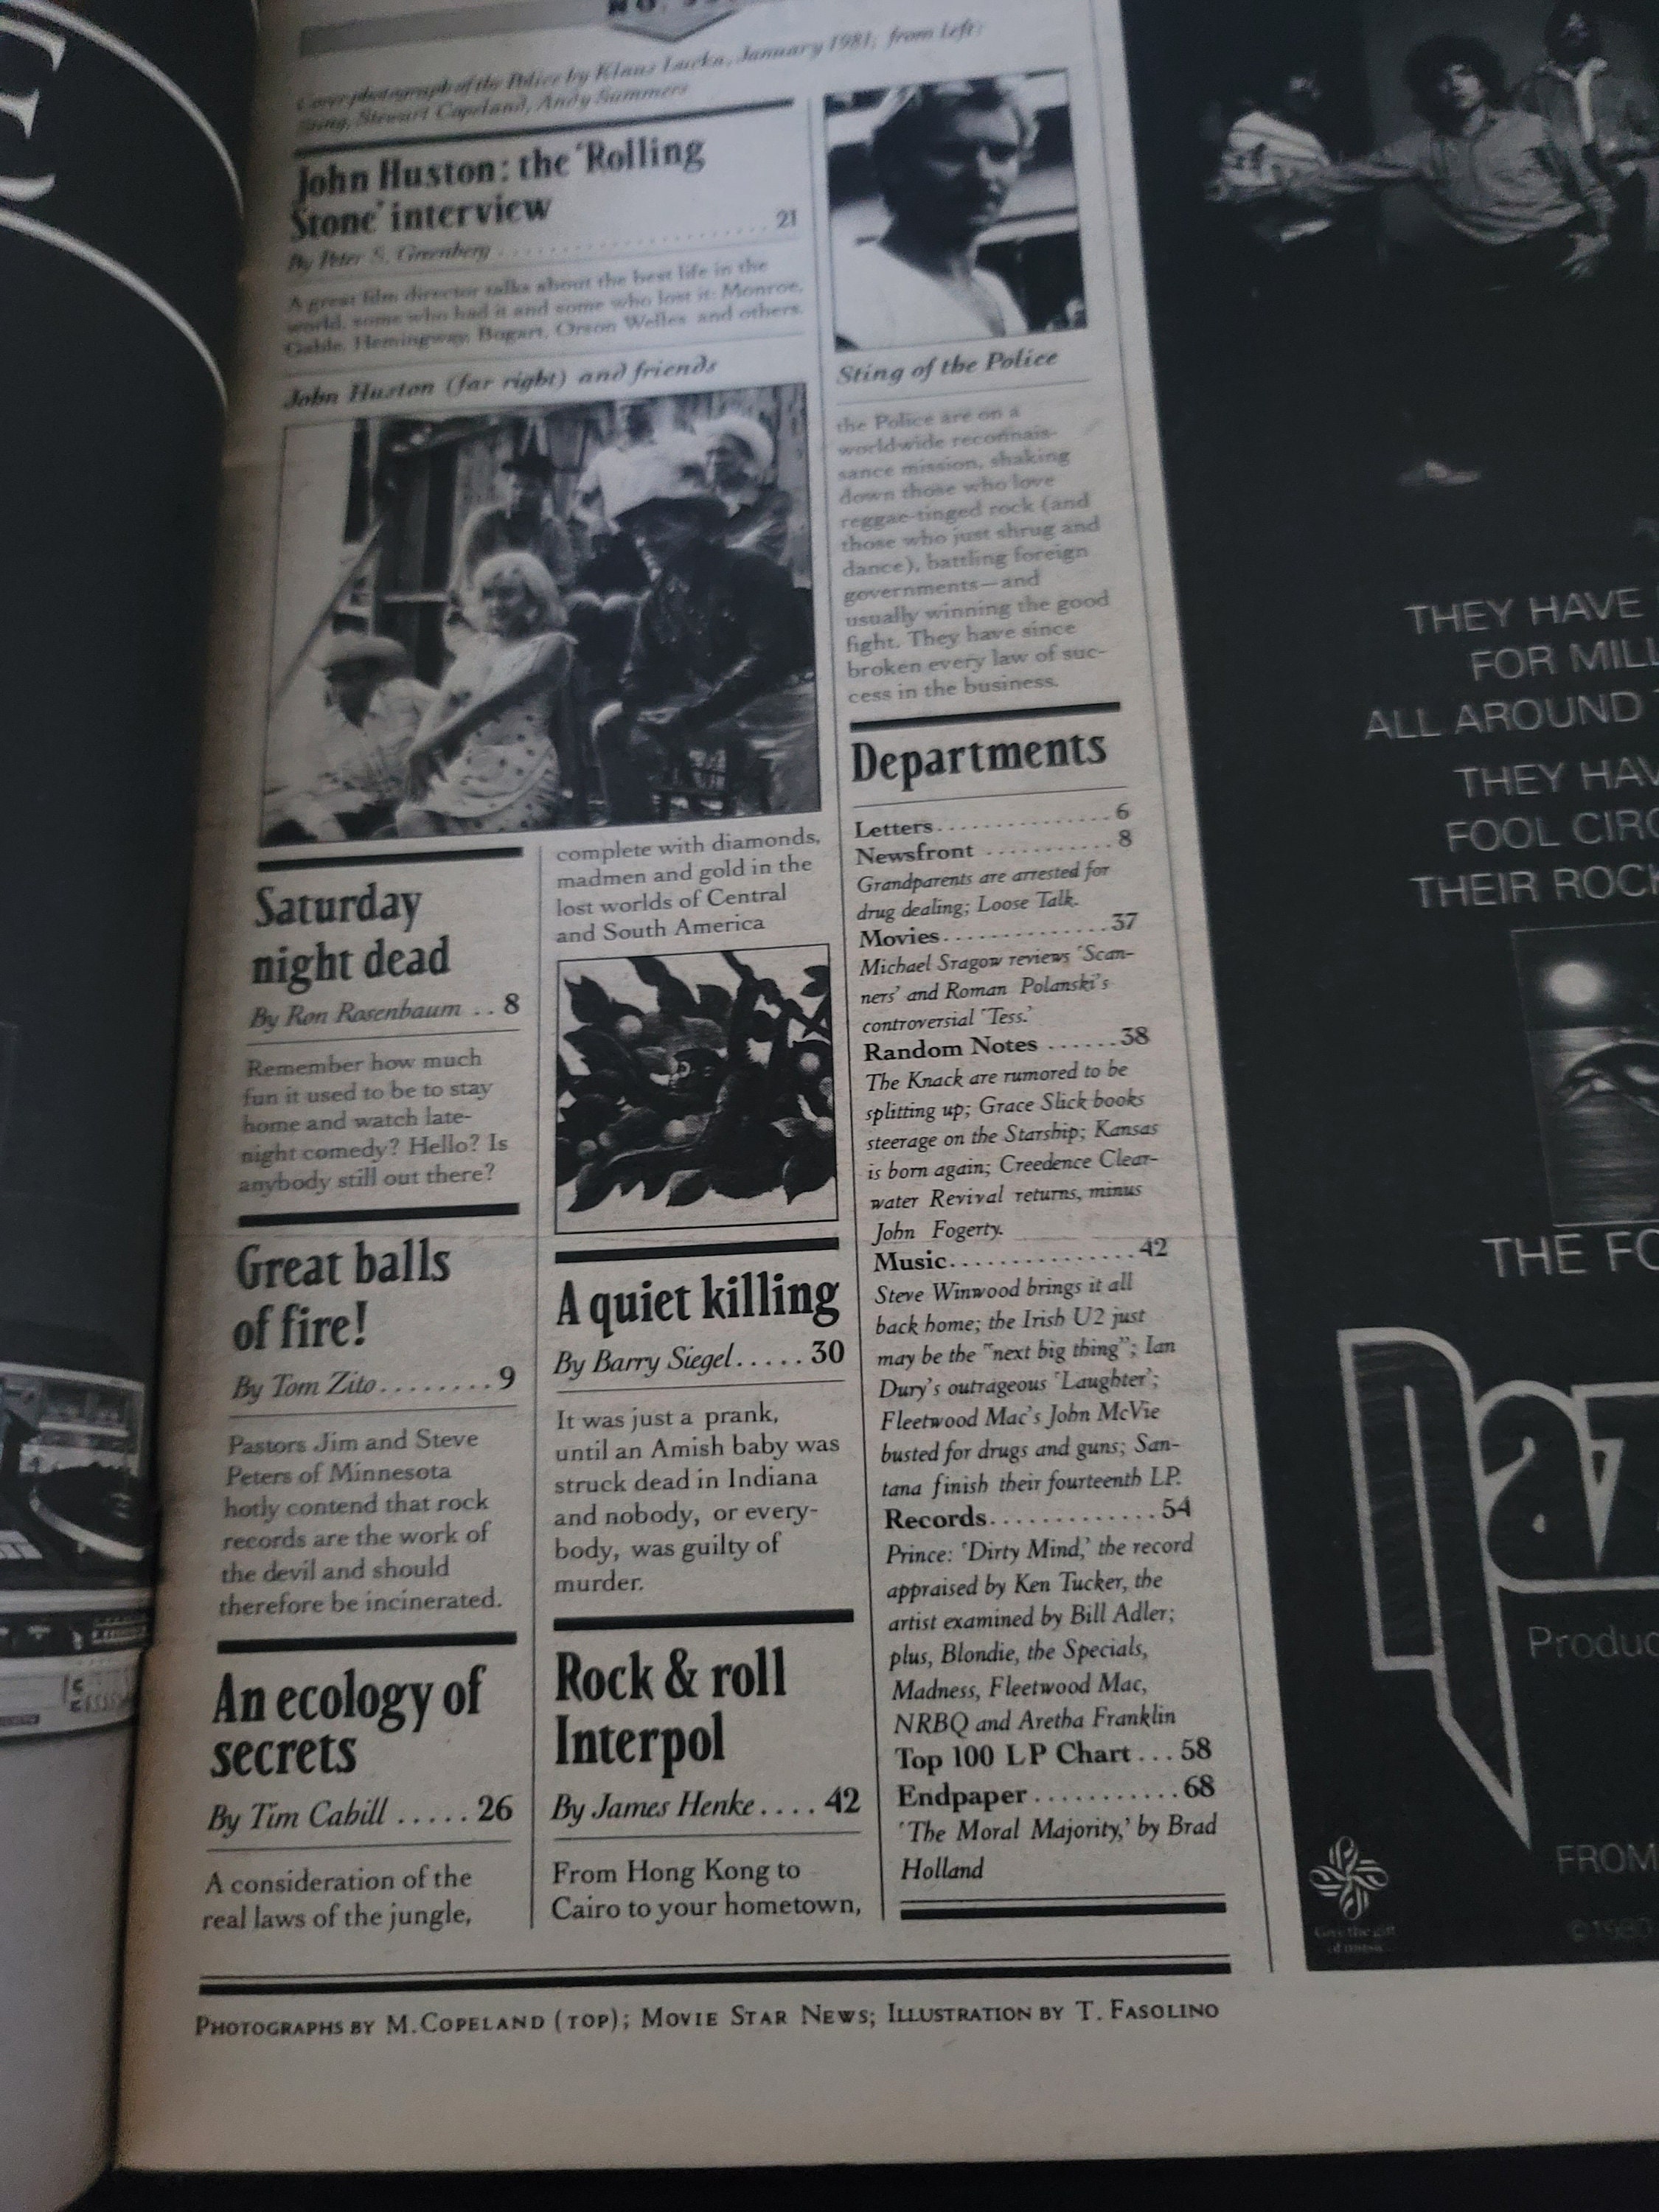 Cover photograph of the Police by Klaus Lucka, January 1981; from left:
Sting, Stewart Copeland, Andy Summers
John Huston: the 'Rolling
Stone' interview
By Peter S. Greenberg . . . . . . . . . . . . . . . . . . . . 21
A great film director talks about the best life in the
world, some who had it and some who lost it: Monroe,
Gable, Hemingway, Bogart, Orson Welles and others.
John Huston (far right) and friends
Saturday
night dead
By Ron Rosenbaum . . 8
Remember how much
fun it used to be to stay
home and watch late-
night comedy? Hello? Is
anybody still out there?
Great balls
of fire!
By Tom Zito . . . . . . . . 9
Pastors Jim and Steve
Peters of Minnesota
hotly contend that rock
records are the work of
the devil and should
therefore be incinerated.
An ecology of
secrets
By Tim Cahill . . . . . 26
A consideration of the
real laws of the jungle,
complete with diamonds,
madmen and gold in the
lost worlds of Central
and South America
A quiet killing
By Barry Siegel . . . . . 30
It was just a prank,
until an Amish baby was
struck dead in Indiana
and nobody, or every-
body, was guilty of
murder.
Rock & roll
Interpol
By James Henke . . . . 42
From Hong Kong to
Cairo to your hometown,
Sting of the Police
the Police are on a
worldwide reconnais-
sance mission, shaking
down those who love
reggae-tinged rock (and
those who just shrug and
dance), battling foreign
governments—and
usually winning the good
fight. They have since
broken every law of suc-
cess in the business.
Departments
Letters . . . . . . . . . . . . . . . 6
Newsfront . . . . . . . . . . . 8
Grandparents are arrested for
drug dealing; Loose Talk.
Movies . . . . . . . . . . . . . . 37
Michael Sragow reviews 'Scan-
ners' and Roman Polanski's
controversial 'Tess.'
Random Notes . . . . . . 38
The Knack are rumored to be
splitting up; Grace Slick books
steerage on the Starship; Kansas
is born again; Creedence Clear-
water Revival returns, minus
John Fogerty.
Music . . . . . . . . . . . . . . 42
Steve Winwood brings it all
back home; the Irish U2 just
may be the "next big thing"; Ian
Dury's outrageous 'Laughter';
Fleetwood Mac's John McVie
busted for drugs and guns; San-
tana finish their fourteenth LP.
Records . . . . . . . . . . . . . 54
Prince: 'Dirty Mind,' the record
appraised by Ken Tucker, the
artist examined by Bill Adler;
plus, Blondie, the Specials,
Madness, Fleetwood Mac,
NRBQ and Aretha Franklin
Top 100 LP Chart . . . 58
Endpaper . . . . . . . . . . . 68
'The Moral Majority,' by Brad
Holland
PHOTOGRAPHS BY M. COPELAND (TOP); MOVIE STAR NEWS; ILLUSTRATION BY T. FASOLINO
THEY HAVE
FOR
ALL AROUND
THEY
FOOL
THEIR
THE
FROM
Give the gift
of music
© 1980